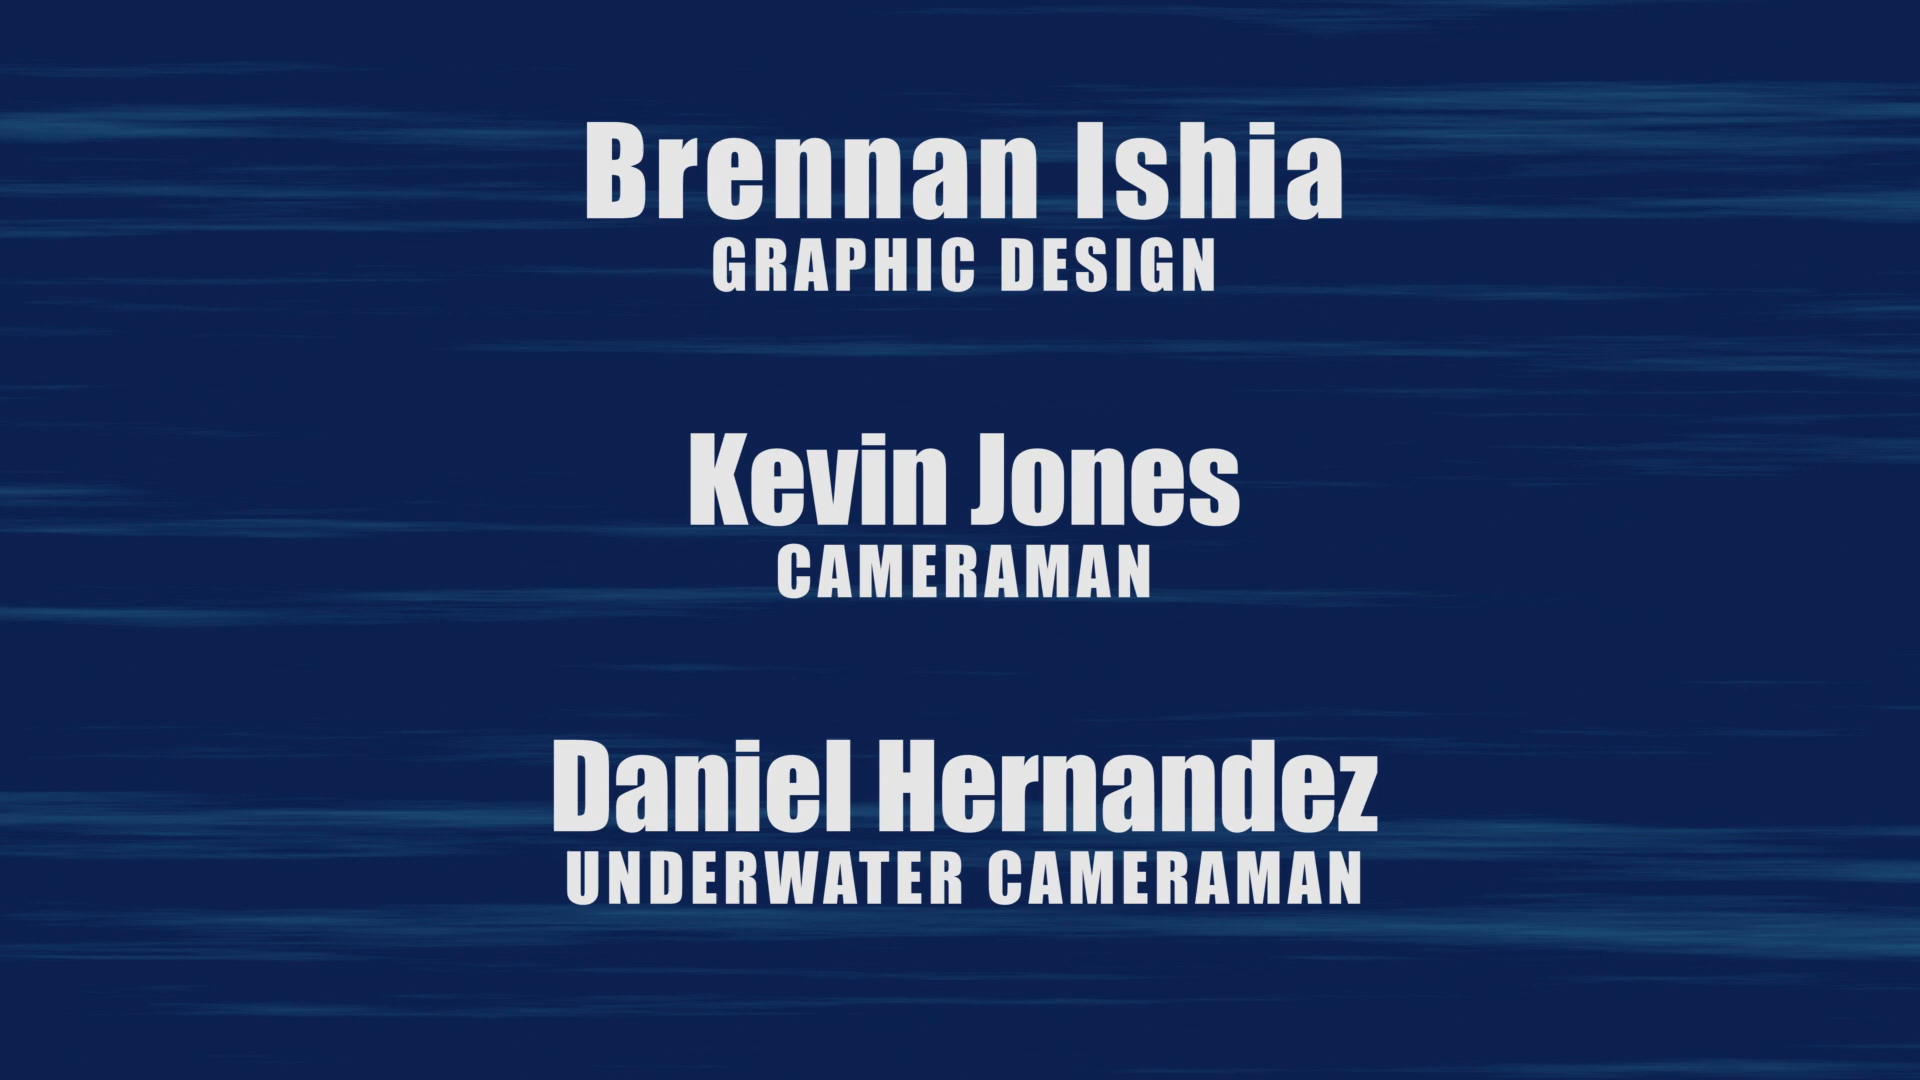 Brennan Ishia
GRAPHIC DESIGN
Kevin Jones
CAMERAMAN
Daniel Hernandez
UNDERWATER CAMERAMAN